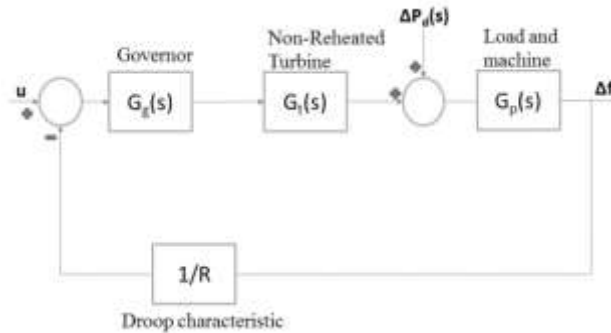 ΔP_d(s)
Governor
Non-Reheated
Turbine
Load and
machine
u
G_g(s)
G_t(s)
G_p(s)
Δf
+
+
+
−
1/R
Droop characteristic